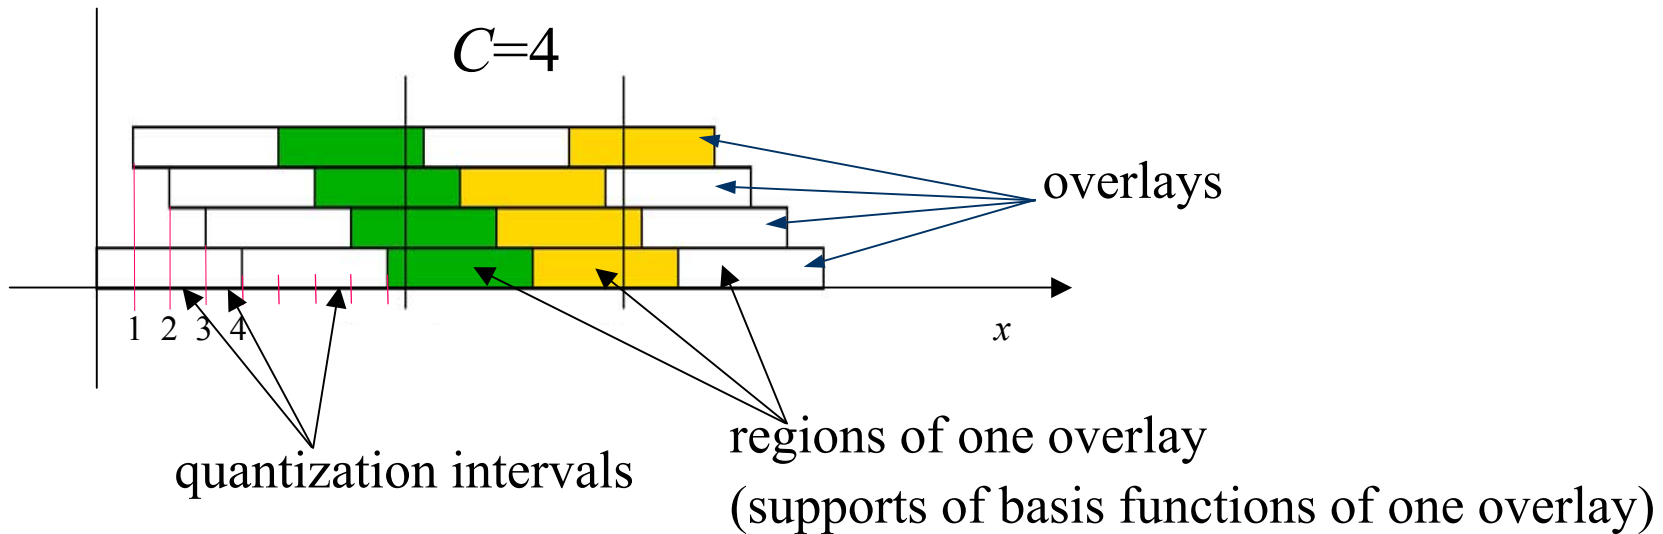 C=4
overlays
1 2 3 4
x
regions of one overlay
quantization intervals
(supports of basis functions of one overlay)